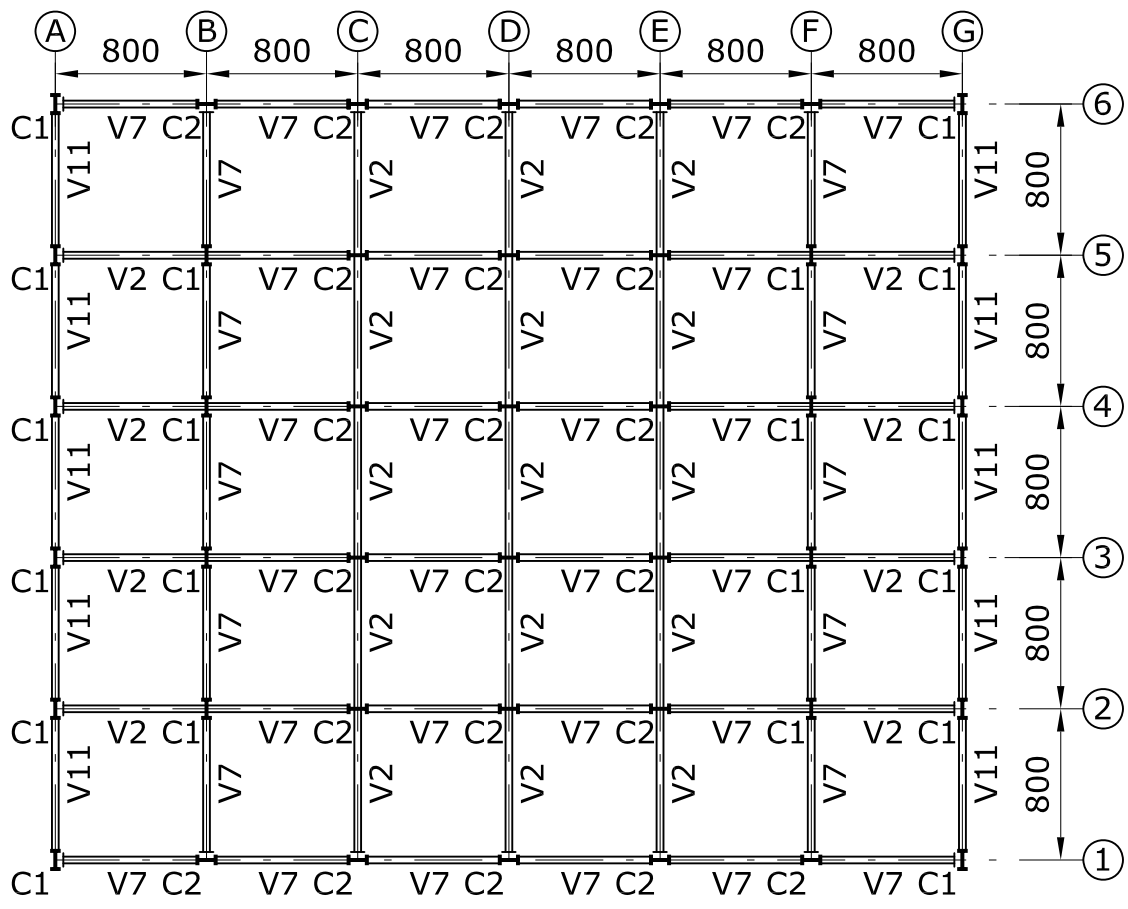 A B C D E F G
800 800 800 800 800 800
6
C1 V7 C2 V7 C2 V7 C2 V7 C2 V7 C2 V7 C1
V11 V7 V2 V2 V2 V7 V11 800
5
C1 V2 C1 V7 C2 V7 C2 V7 C2 V7 C1 V2 C1
V11 V7 V2 V2 V2 V7 V11 800
4
C1 V2 C1 V7 C2 V7 C2 V7 C2 V7 C1 V2 C1
V11 V7 V2 V2 V2 V7 V11 800
3
C1 V2 C1 V7 C2 V7 C2 V7 C2 V7 C1 V2 C1
V11 V7 V2 V2 V2 V7 V11 800
2
C1 V2 C1 V7 C2 V7 C2 V7 C2 V7 C1 V2 C1
V11 V7 V2 V2 V2 V7 V11 800
1
C1 V7 C2 V7 C2 V7 C2 V7 C2 V7 C2 V7 C1